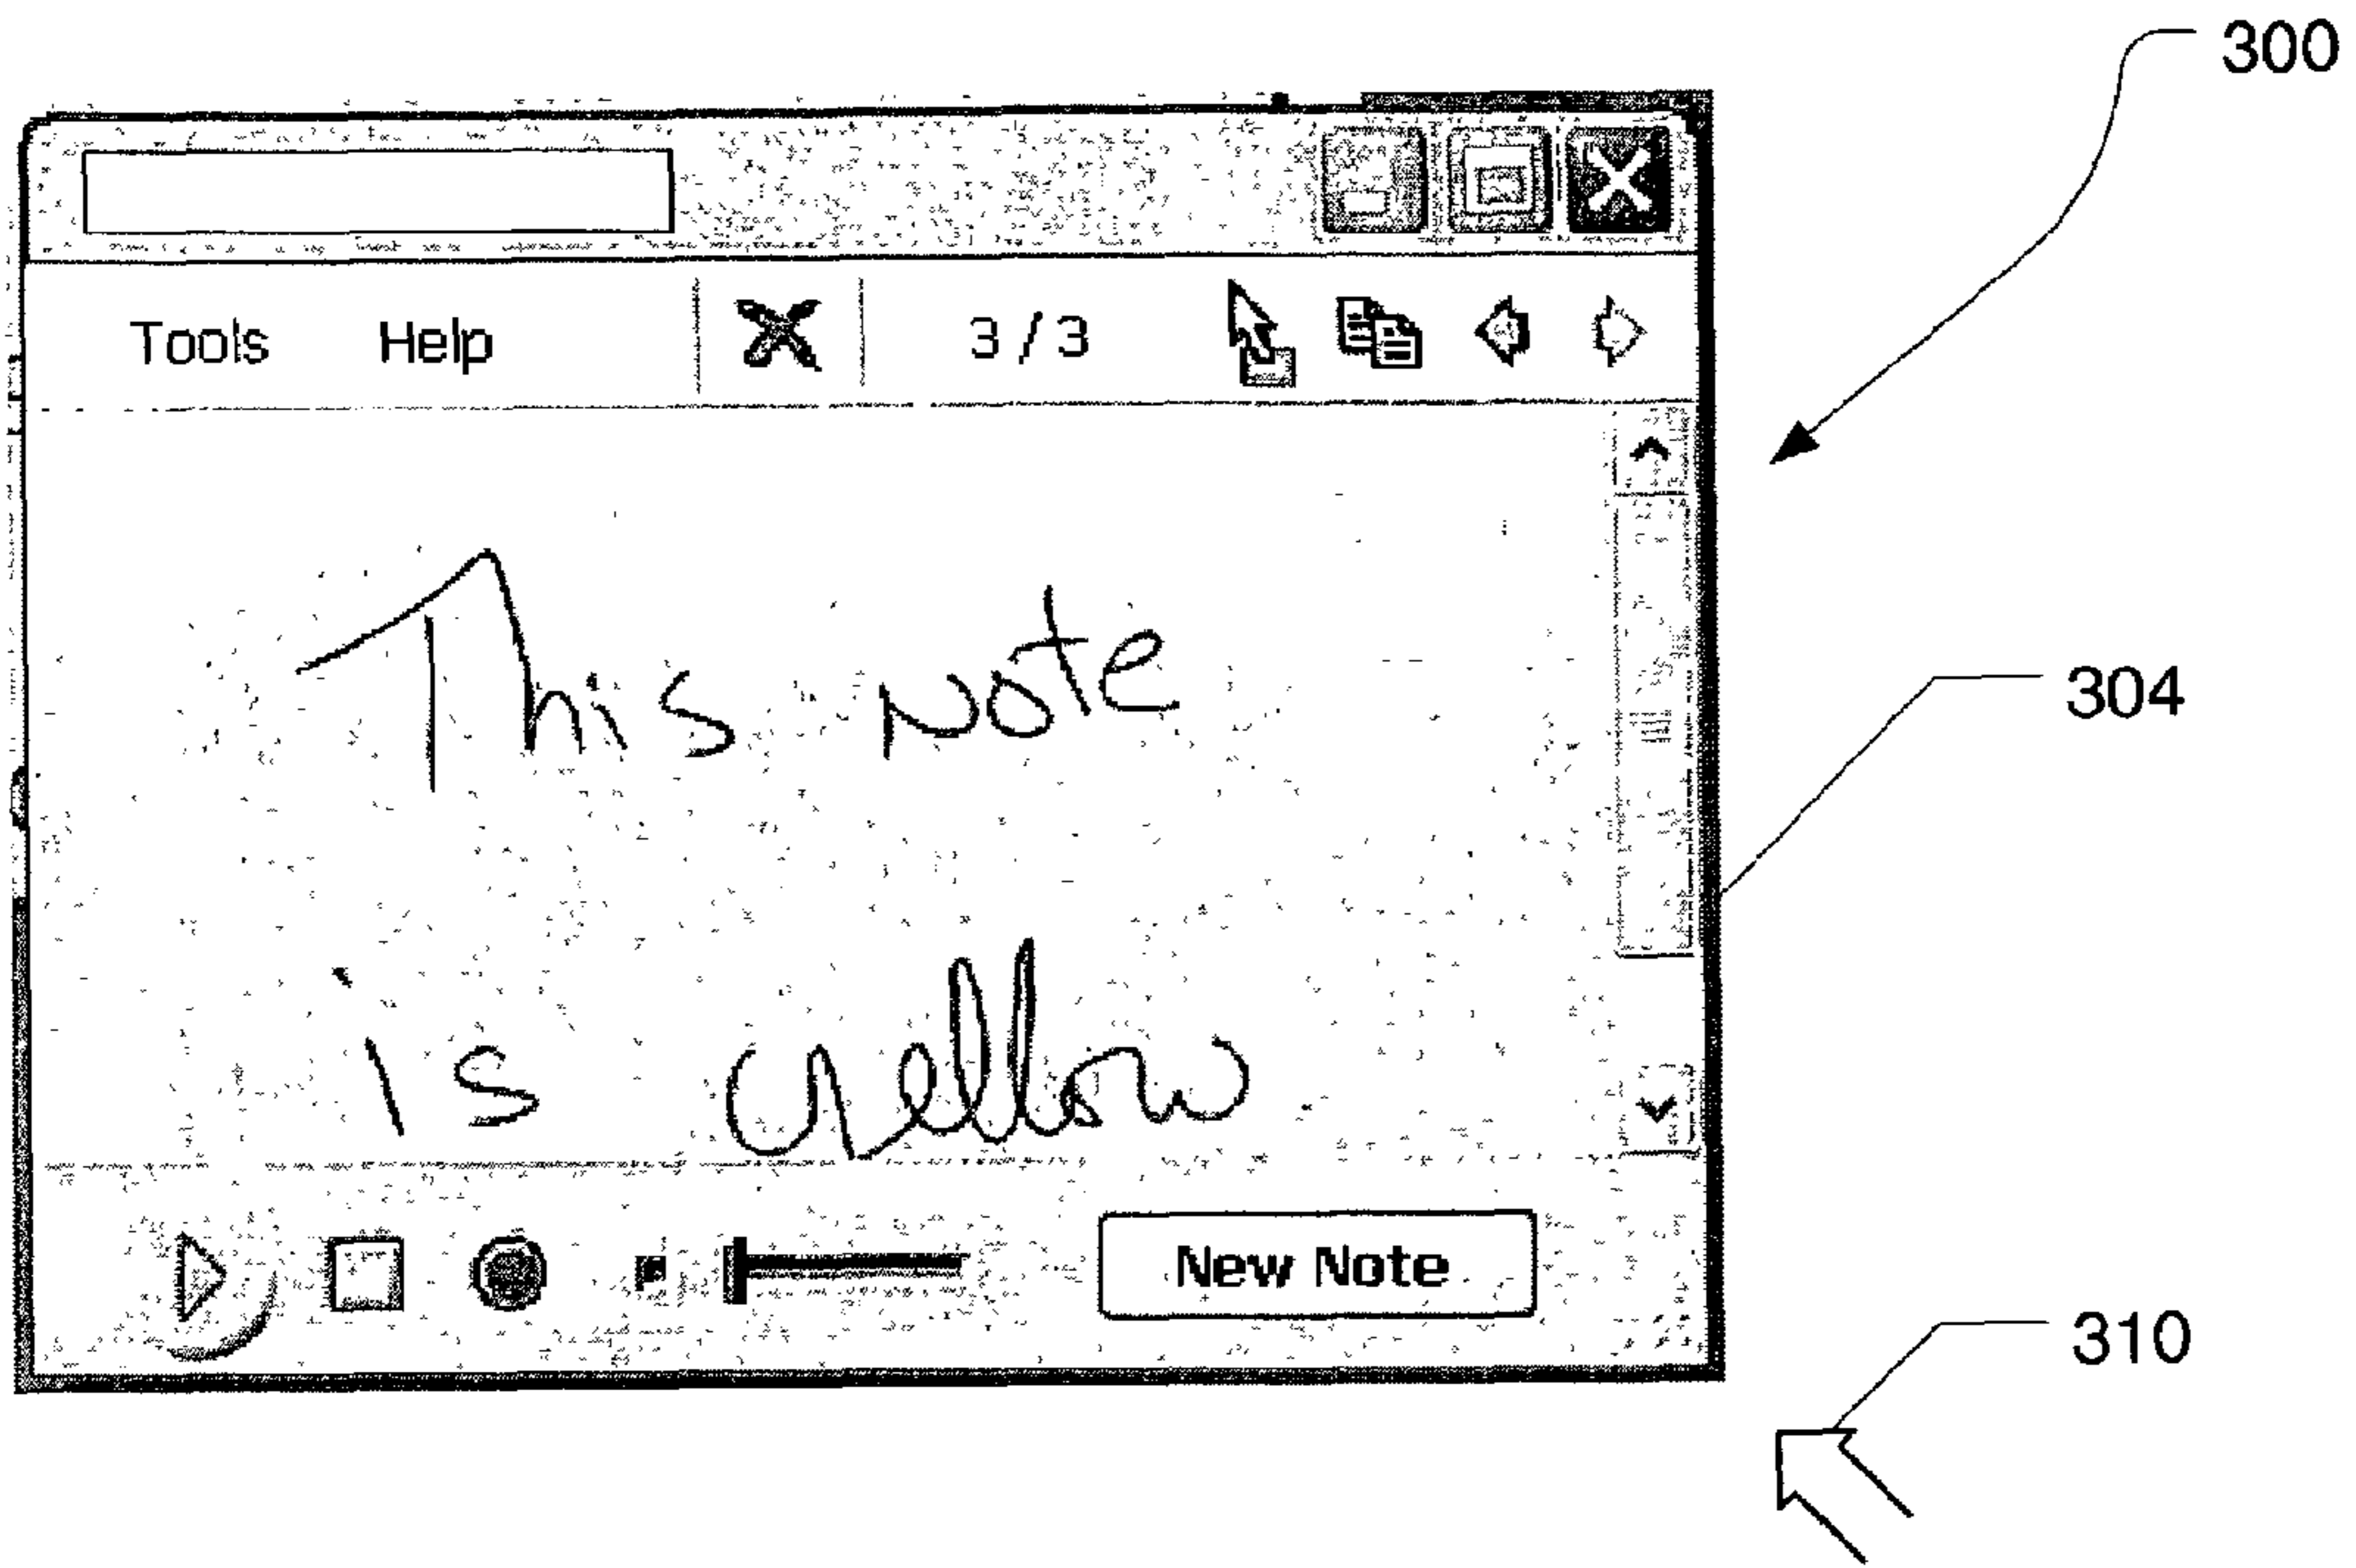 300
Tools Help 3/3
This note
304
is yellow
New Note
310